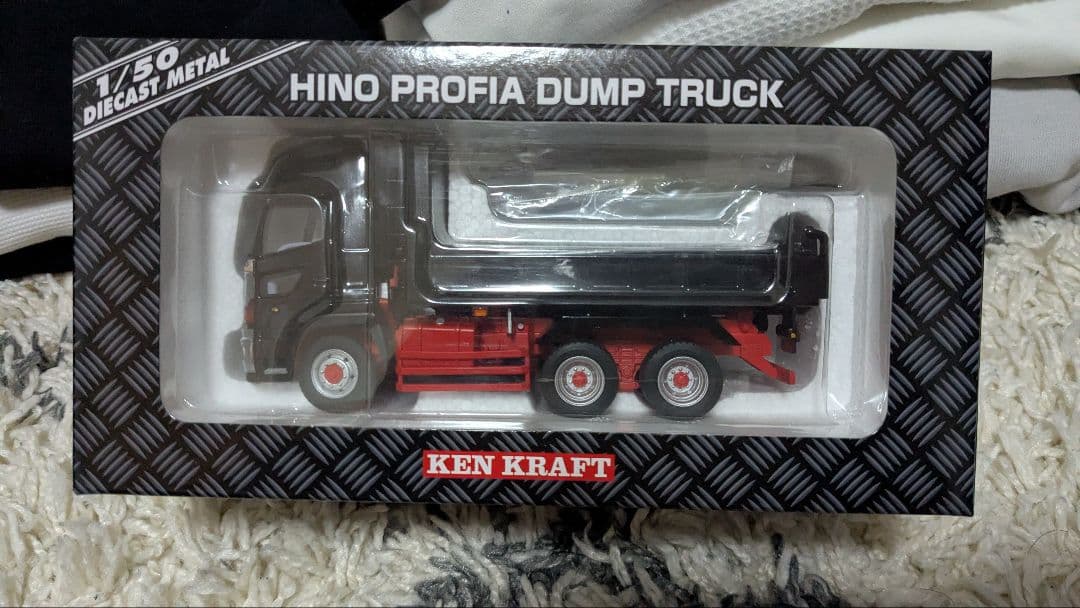 1/50
DIECAST METAL
HINO PROFIA DUMP TRUCK
KEN KRAFT